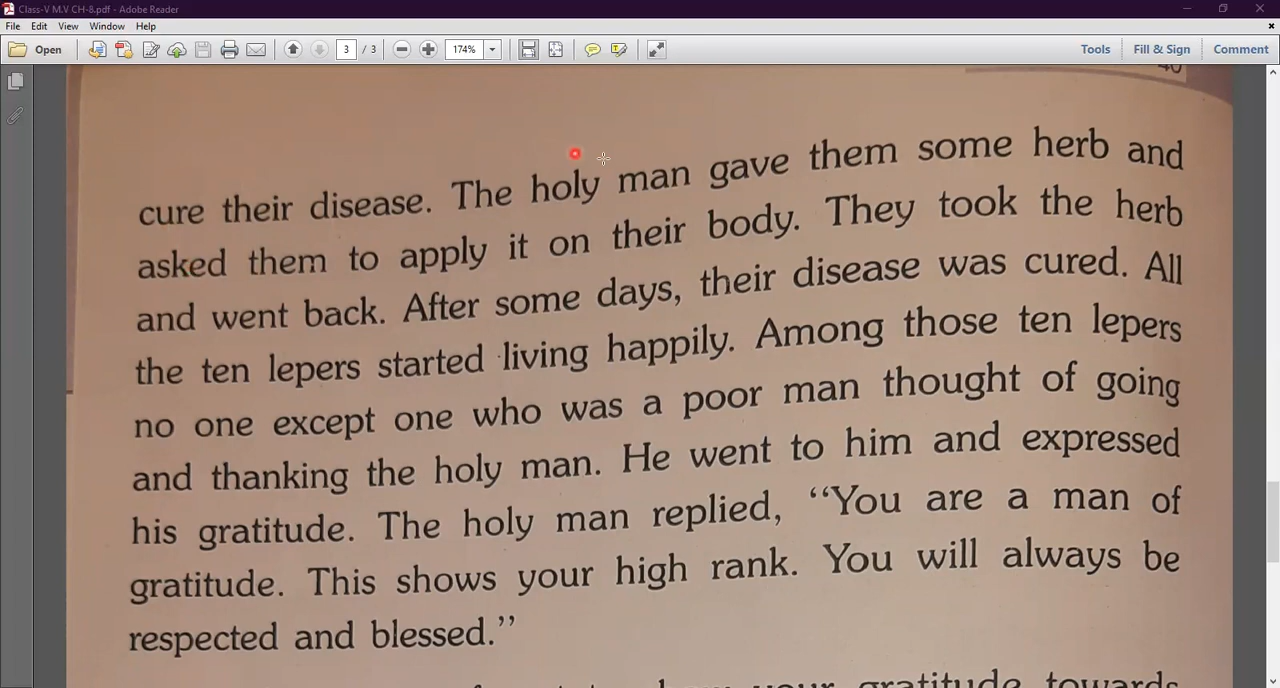 Class-V M.V CH-8.pdf - Adobe Reader
File Edit View Window Help
Open 3 / 3 174% Tools Fill & Sign Comment
cure their disease. The holy man gave them some herb and
asked them to apply it on their body. They took the herb
and went back. After some days, their disease was cured. All
the ten lepers started living happily. Among those ten lepers
no one except one who was a poor man thought of going
and thanking the holy man. He went to him and expressed
his gratitude. The holy man replied, “You are a man of
gratitude. This shows your high rank. You will always be
respected and blessed.”
your gratitude towards